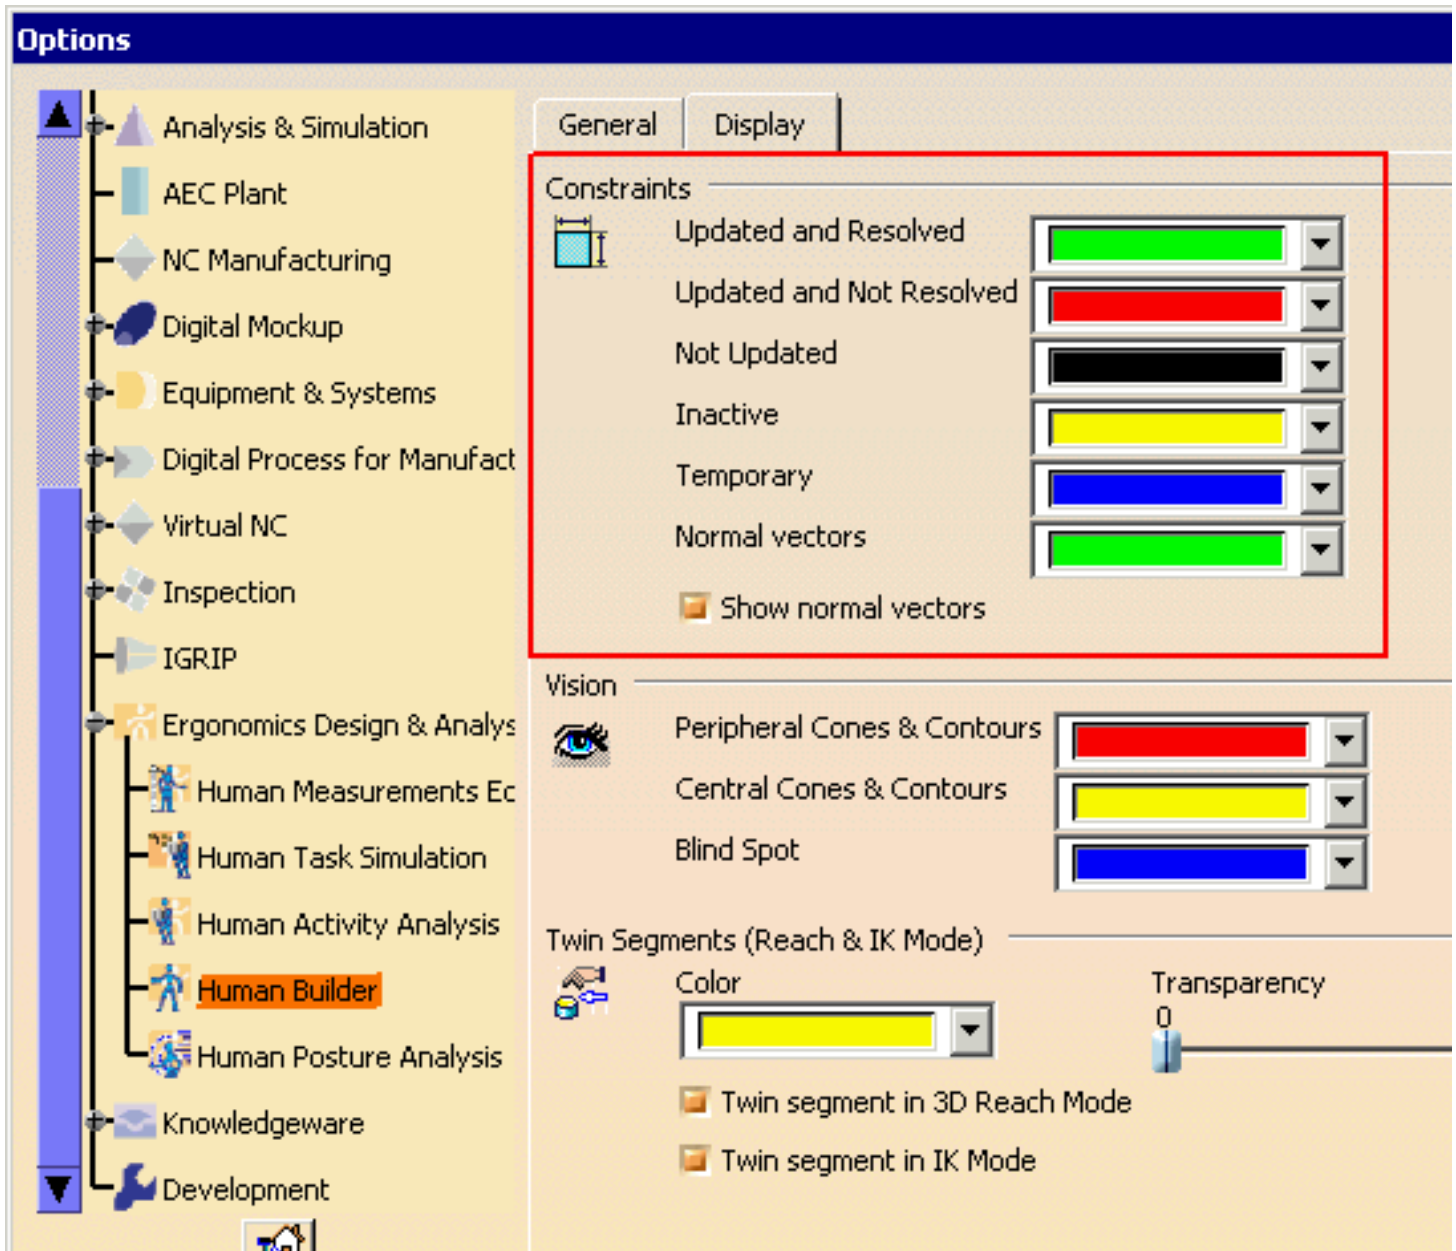 Options
Analysis & Simulation
AEC Plant
NC Manufacturing
Digital Mockup
Equipment & Systems
Digital Process for Manufact
Virtual NC
Inspection
IGRIP
Ergonomics Design & Analys
Human Measurements Ec
Human Task Simulation
Human Activity Analysis
Human Builder
Human Posture Analysis
Knowledgeware
Development
General
Display
Constraints
Updated and Resolved
Updated and Not Resolved
Not Updated
Inactive
Temporary
Normal vectors
Show normal vectors
Vision
Peripheral Cones & Contours
Central Cones & Contours
Blind Spot
Twin Segments (Reach & IK Mode)
Color
Transparency
0
Twin segment in 3D Reach Mode
Twin segment in IK Mode